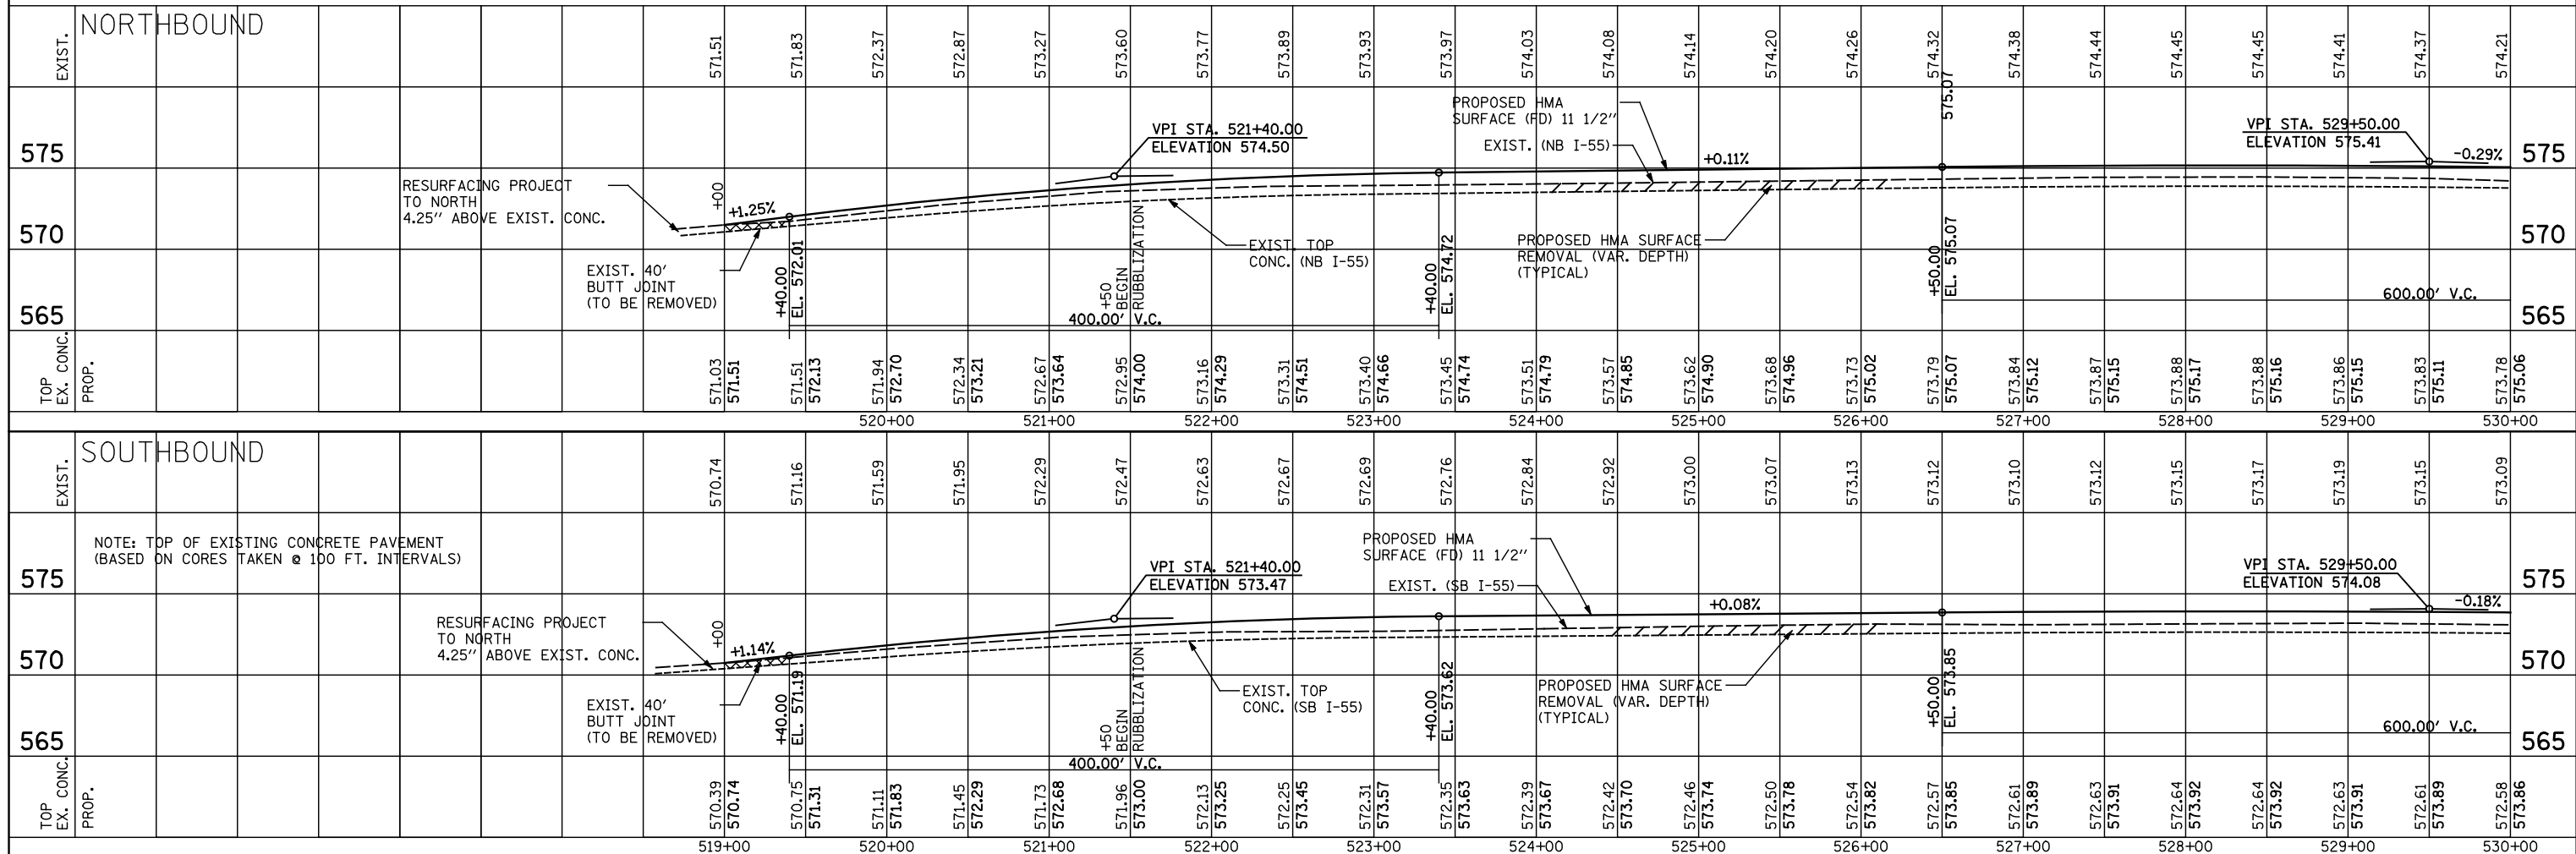 NORTHBOUND
EXIST.
571.51 571.83 572.37 572.87 573.27 573.60 573.77 573.89 573.93 573.97 574.03 574.08 574.14 574.20 574.26 574.32 574.38 574.44 574.45 574.45 574.41 574.37 574.21
575.07
PROPOSED HMA
SURFACE (FD) 11 1/2"
EXIST. (NB I-55)
VPI STA. 521+40.00
ELEVATION 574.50
VPI STA. 529+50.00
ELEVATION 575.41
575
+0.11%
-0.29%
575
RESURFACING PROJECT
TO NORTH
4.25" ABOVE EXIST. CONC.
+00
+1.25%
570
570
EXIST. 40'
BUTT JOINT
(TO BE REMOVED)
+40.00
EL. 572.01
+50
BEGIN
RUBBLIZATION
EXIST. TOP
CONC. (NB I-55)
+40.00
EL. 574.72
PROPOSED HMA SURFACE
REMOVAL (VAR. DEPTH)
(TYPICAL)
+50.00
EL. 575.07
600.00' V.C.
400.00' V.C.
565
565
TOP
EX. CONC.
571.03 571.51 571.94 572.34 572.67 572.95 573.16 573.31 573.40 573.45 573.51 573.57 573.62 573.68 573.73 573.79 573.84 573.87 573.88 573.88 573.86 573.83 573.78
PROP.
571.51 572.13 572.70 573.21 573.64 574.00 574.29 574.51 574.66 574.74 574.79 574.85 574.90 574.96 575.02 575.07 575.12 575.15 575.17 575.16 575.15 575.11 575.06
520+00 521+00 522+00 523+00 524+00 525+00 526+00 527+00 528+00 529+00 530+00
SOUTHBOUND
EXIST.
570.74 571.16 571.59 571.95 572.29 572.47 572.63 572.67 572.69 572.76 572.84 572.92 573.00 573.07 573.13 573.12 573.10 573.12 573.15 573.17 573.19 573.15 573.09
NOTE: TOP OF EXISTING CONCRETE PAVEMENT
(BASED ON CORES TAKEN @ 100 FT. INTERVALS)
PROPOSED HMA
SURFACE (FD) 11 1/2"
EXIST. (SB I-55)
VPI STA. 521+40.00
ELEVATION 573.47
VPI STA. 529+50.00
ELEVATION 574.08
575
+0.08%
-0.18%
575
RESURFACING PROJECT
TO NORTH
4.25" ABOVE EXIST. CONC.
+00
+1.14%
570
570
EXIST. 40'
BUTT JOINT
(TO BE REMOVED)
+40.00
EL. 571.19
+50
BEGIN
RUBBLIZATION
EXIST. TOP
CONC. (SB I-55)
+40.00
EL. 573.62
PROPOSED HMA SURFACE
REMOVAL (VAR. DEPTH)
(TYPICAL)
+50.00
EL. 573.85
600.00' V.C.
400.00' V.C.
565
565
TOP
EX. CONC.
570.39 570.75 571.11 571.45 571.73 571.96 572.13 572.25 572.31 572.35 572.39 572.42 572.46 572.50 572.54 572.57 572.61 572.63 572.64 572.64 572.63 572.61 572.58
PROP.
570.74 571.31 571.83 572.29 572.68 573.00 573.25 573.45 573.57 573.63 573.67 573.70 573.74 573.78 573.82 573.85 573.89 573.91 573.92 573.92 573.91 573.89 573.86
519+00 520+00 521+00 522+00 523+00 524+00 525+00 526+00 527+00 528+00 529+00 530+00